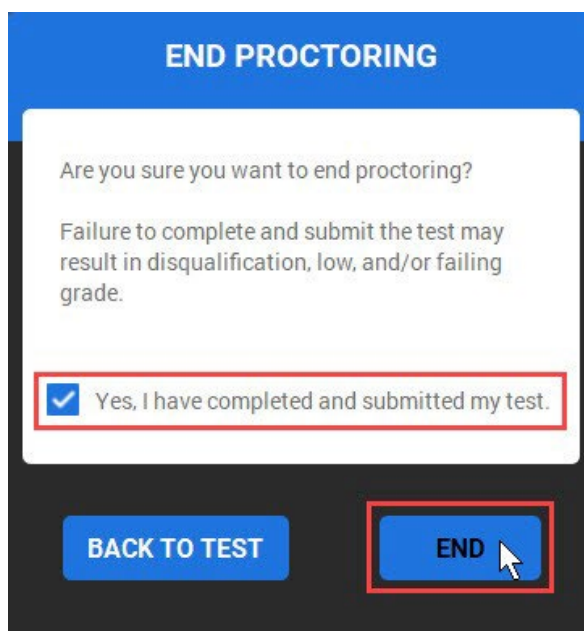 END PROCTORING
Are you sure you want to end proctoring?
Failure to complete and submit the test may
result in disqualification, low, and/or failing
grade.
Yes, I have completed and submitted my test.
BACK TO TEST
END